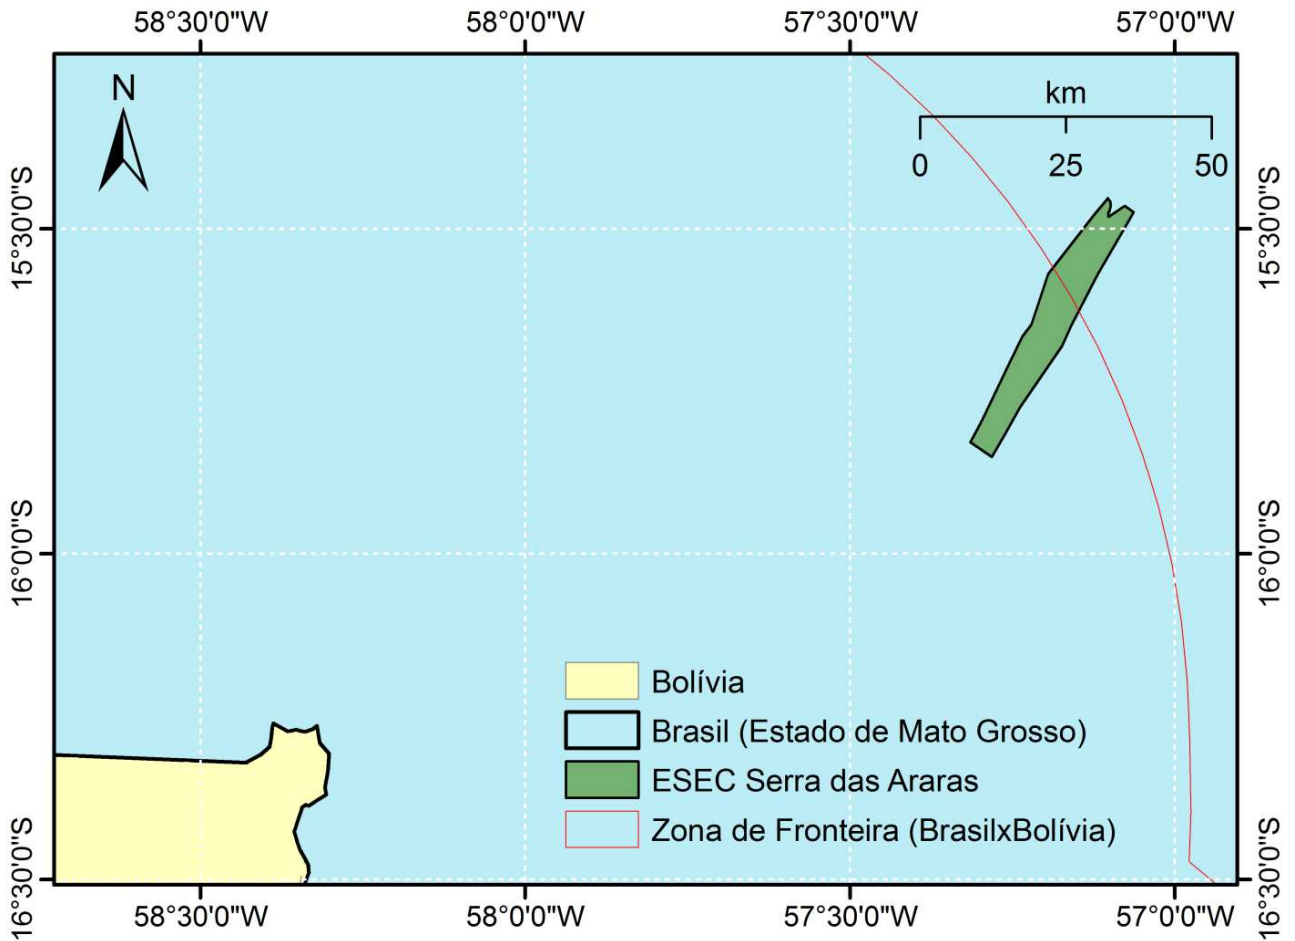 58°30'0"W 58°0'0"W 57°30'0"W 57°0'0"W
N
km
0 25 50
15°30'0"S 15°30'0"S
16°0'0"S 16°0'0"S
Bolívia
Brasil (Estado de Mato Grosso)
ESEC Serra das Araras
Zona de Fronteira (BrasilxBolívia)
16°30'0"S 16°30'0"S
58°30'0"W 58°0'0"W 57°30'0"W 57°0'0"W